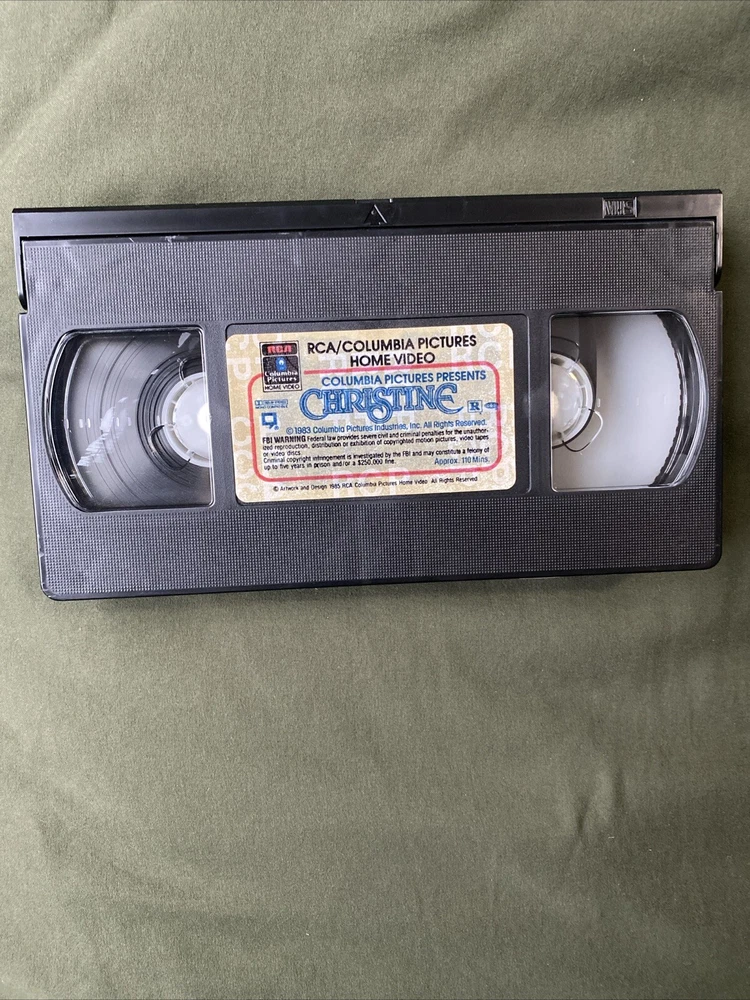 VHS
RCA
Columbia
Pictures
HOME VIDEO
RCA/COLUMBIA PICTURES
HOME VIDEO
COLUMBIA PICTURES PRESENTS
CHRISTINE
R
© 1983 Columbia Pictures Industries, Inc. All Rights Reserved.
FBI WARNING Federal law provides severe civil and criminal penalties for the unauthor-
ized reproduction, distribution or exhibition of copyrighted motion pictures, video tapes
or video discs.
Criminal copyright infringement is investigated by the FBI and may constitute a felony of
up to five years in prison and/or a $250,000 fine.
Approx. 110 Mins.
© Artwork and Design 1985 RCA Columbia Pictures Home Video All Rights Reserved